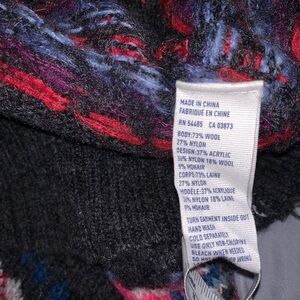 MADE IN CHINA
FABRIQUÉ EN CHINE
RN 54485 CA 03873
BODY:73% WOOL
27% NYLON
DESIGN:37% ACRYLIC
36% NYLON 18% WOOL
9% MOHAIR
CORPS:73% LAINE
27% NYLON
MODÈLE:37% ACRYLIQUE
36% NYLON 18% LAINE
9% MOHAIR
TURN GARMENT INSIDE OUT
HAND WASH
COLD SEPARATELY
USE ONLY NON-CHLORINE
BLEACH WHEN NEEDED